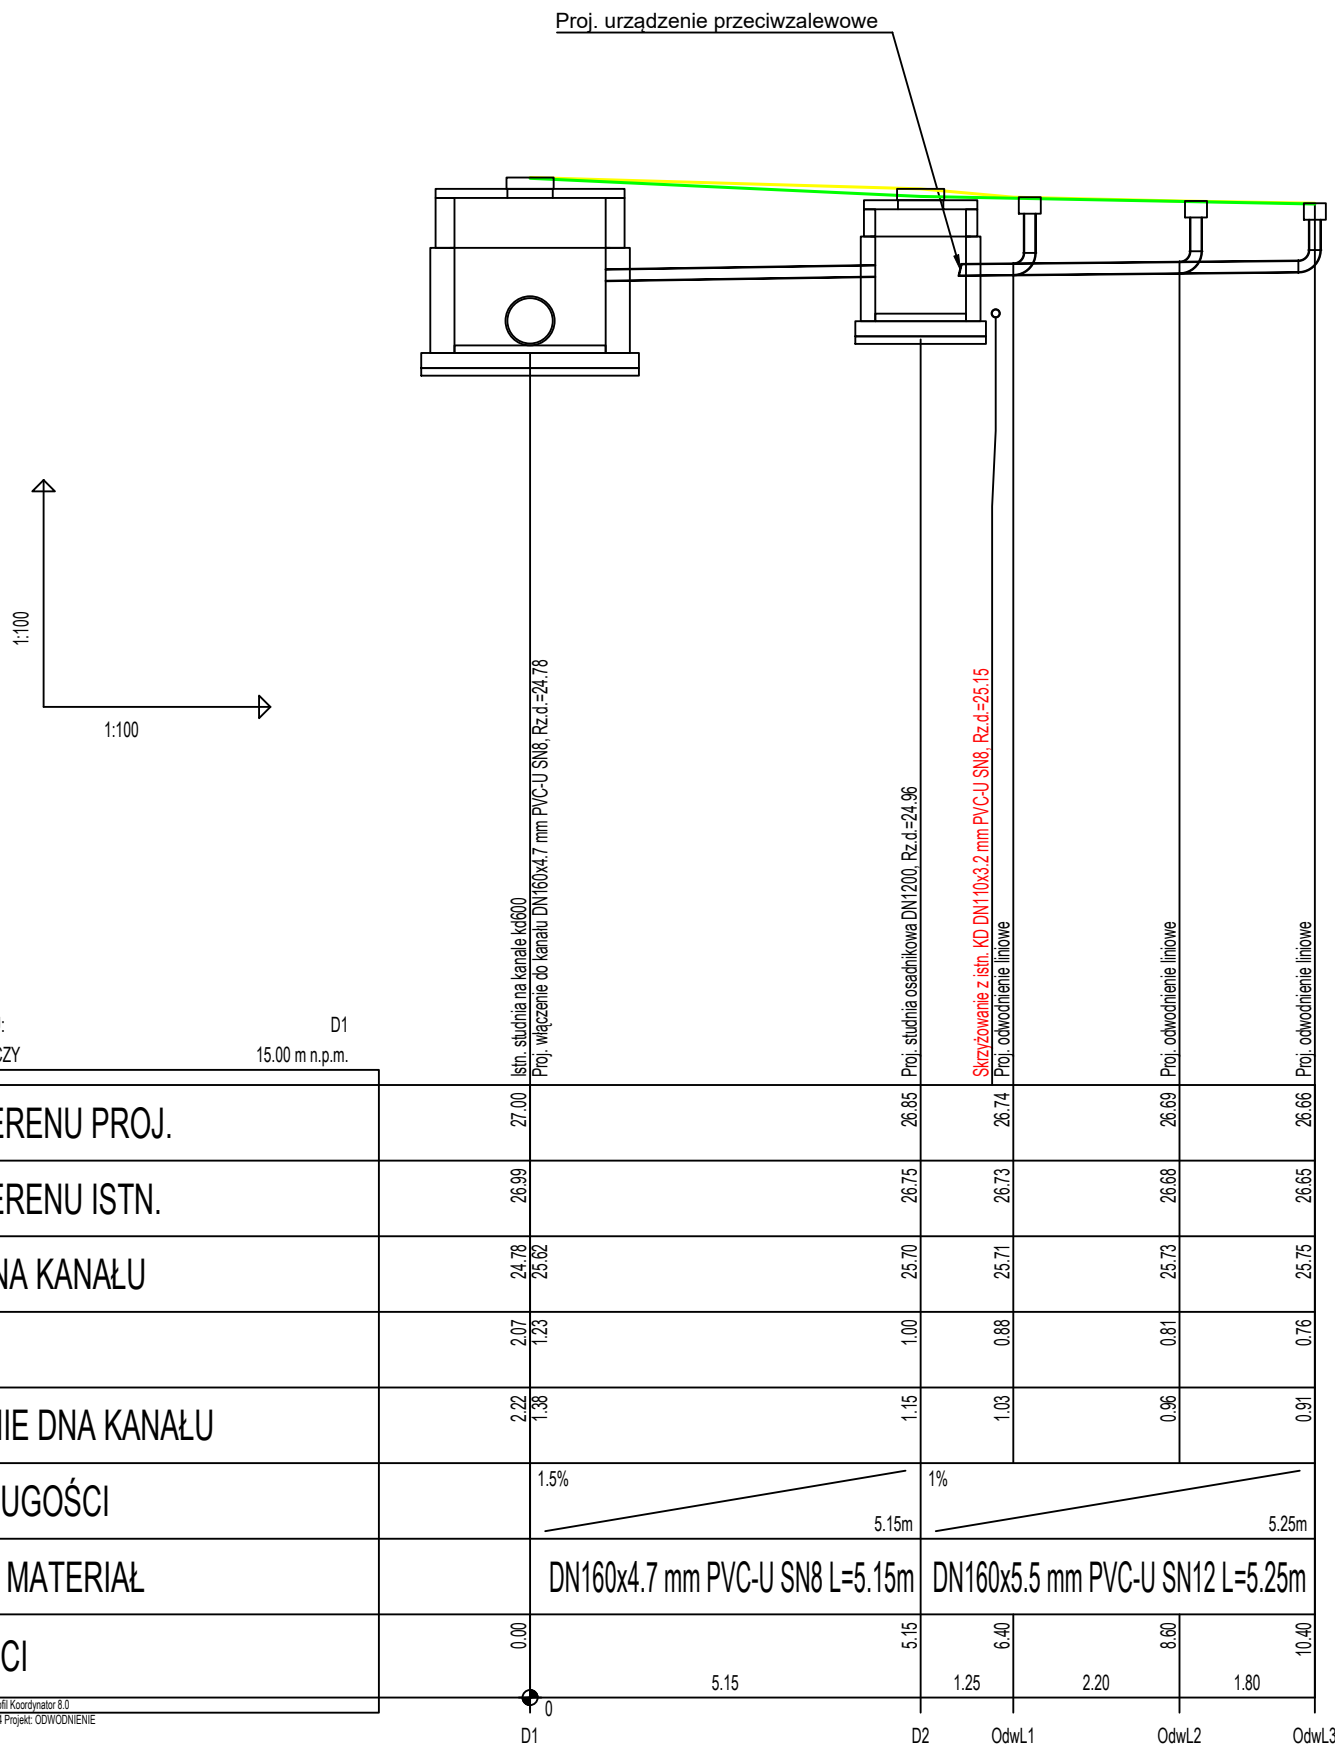 Proj. urządzenie przeciwzalewowe
1:100
1:100
Istn. studnia na kanale kd600
Proj. włączenie do kanału DN160x4.7 mm PVC-U SN8, Rz.d.=24.78
Proj. studnia osadnikowa DN1200, Rz.d.=24.96
Skrzyżowanie z istn. KD DN110x3.2 mm PVC-U SN8, Rz.d.=25.15
Proj. odwodnienie liniowe
Proj. odwodnienie liniowe
Proj. odwodnienie liniowe
: D1
CZY 15.00 m n.p.m.
ERENU PROJ. 27.00 26.85 26.74 26.69 26.66
ERENU ISTN. 26.99 26.75 26.73 26.68 26.65
NA KANAŁU 24.78 25.62 25.70 25.71 25.73 25.75
2.07 1.23 1.00 0.88 0.81 0.76
NIE DNA KANAŁU 2.22 1.38 1.15 1.03 0.96 0.91
UGOŚCI 1.5% 5.15m 1% 5.25m
MATERIAŁ DN160x4.7 mm PVC-U SN8 L=5.15m DN160x5.5 mm PVC-U SN12 L=5.25m
CI 0.00 5.15 6.40 8.60 10.40
5.15 1.25 2.20 1.80
ofil Koordynator 8.0
Projekt: ODWODNIENIE
0
D1 D2 OdwL1 OdwL2 OdwL3